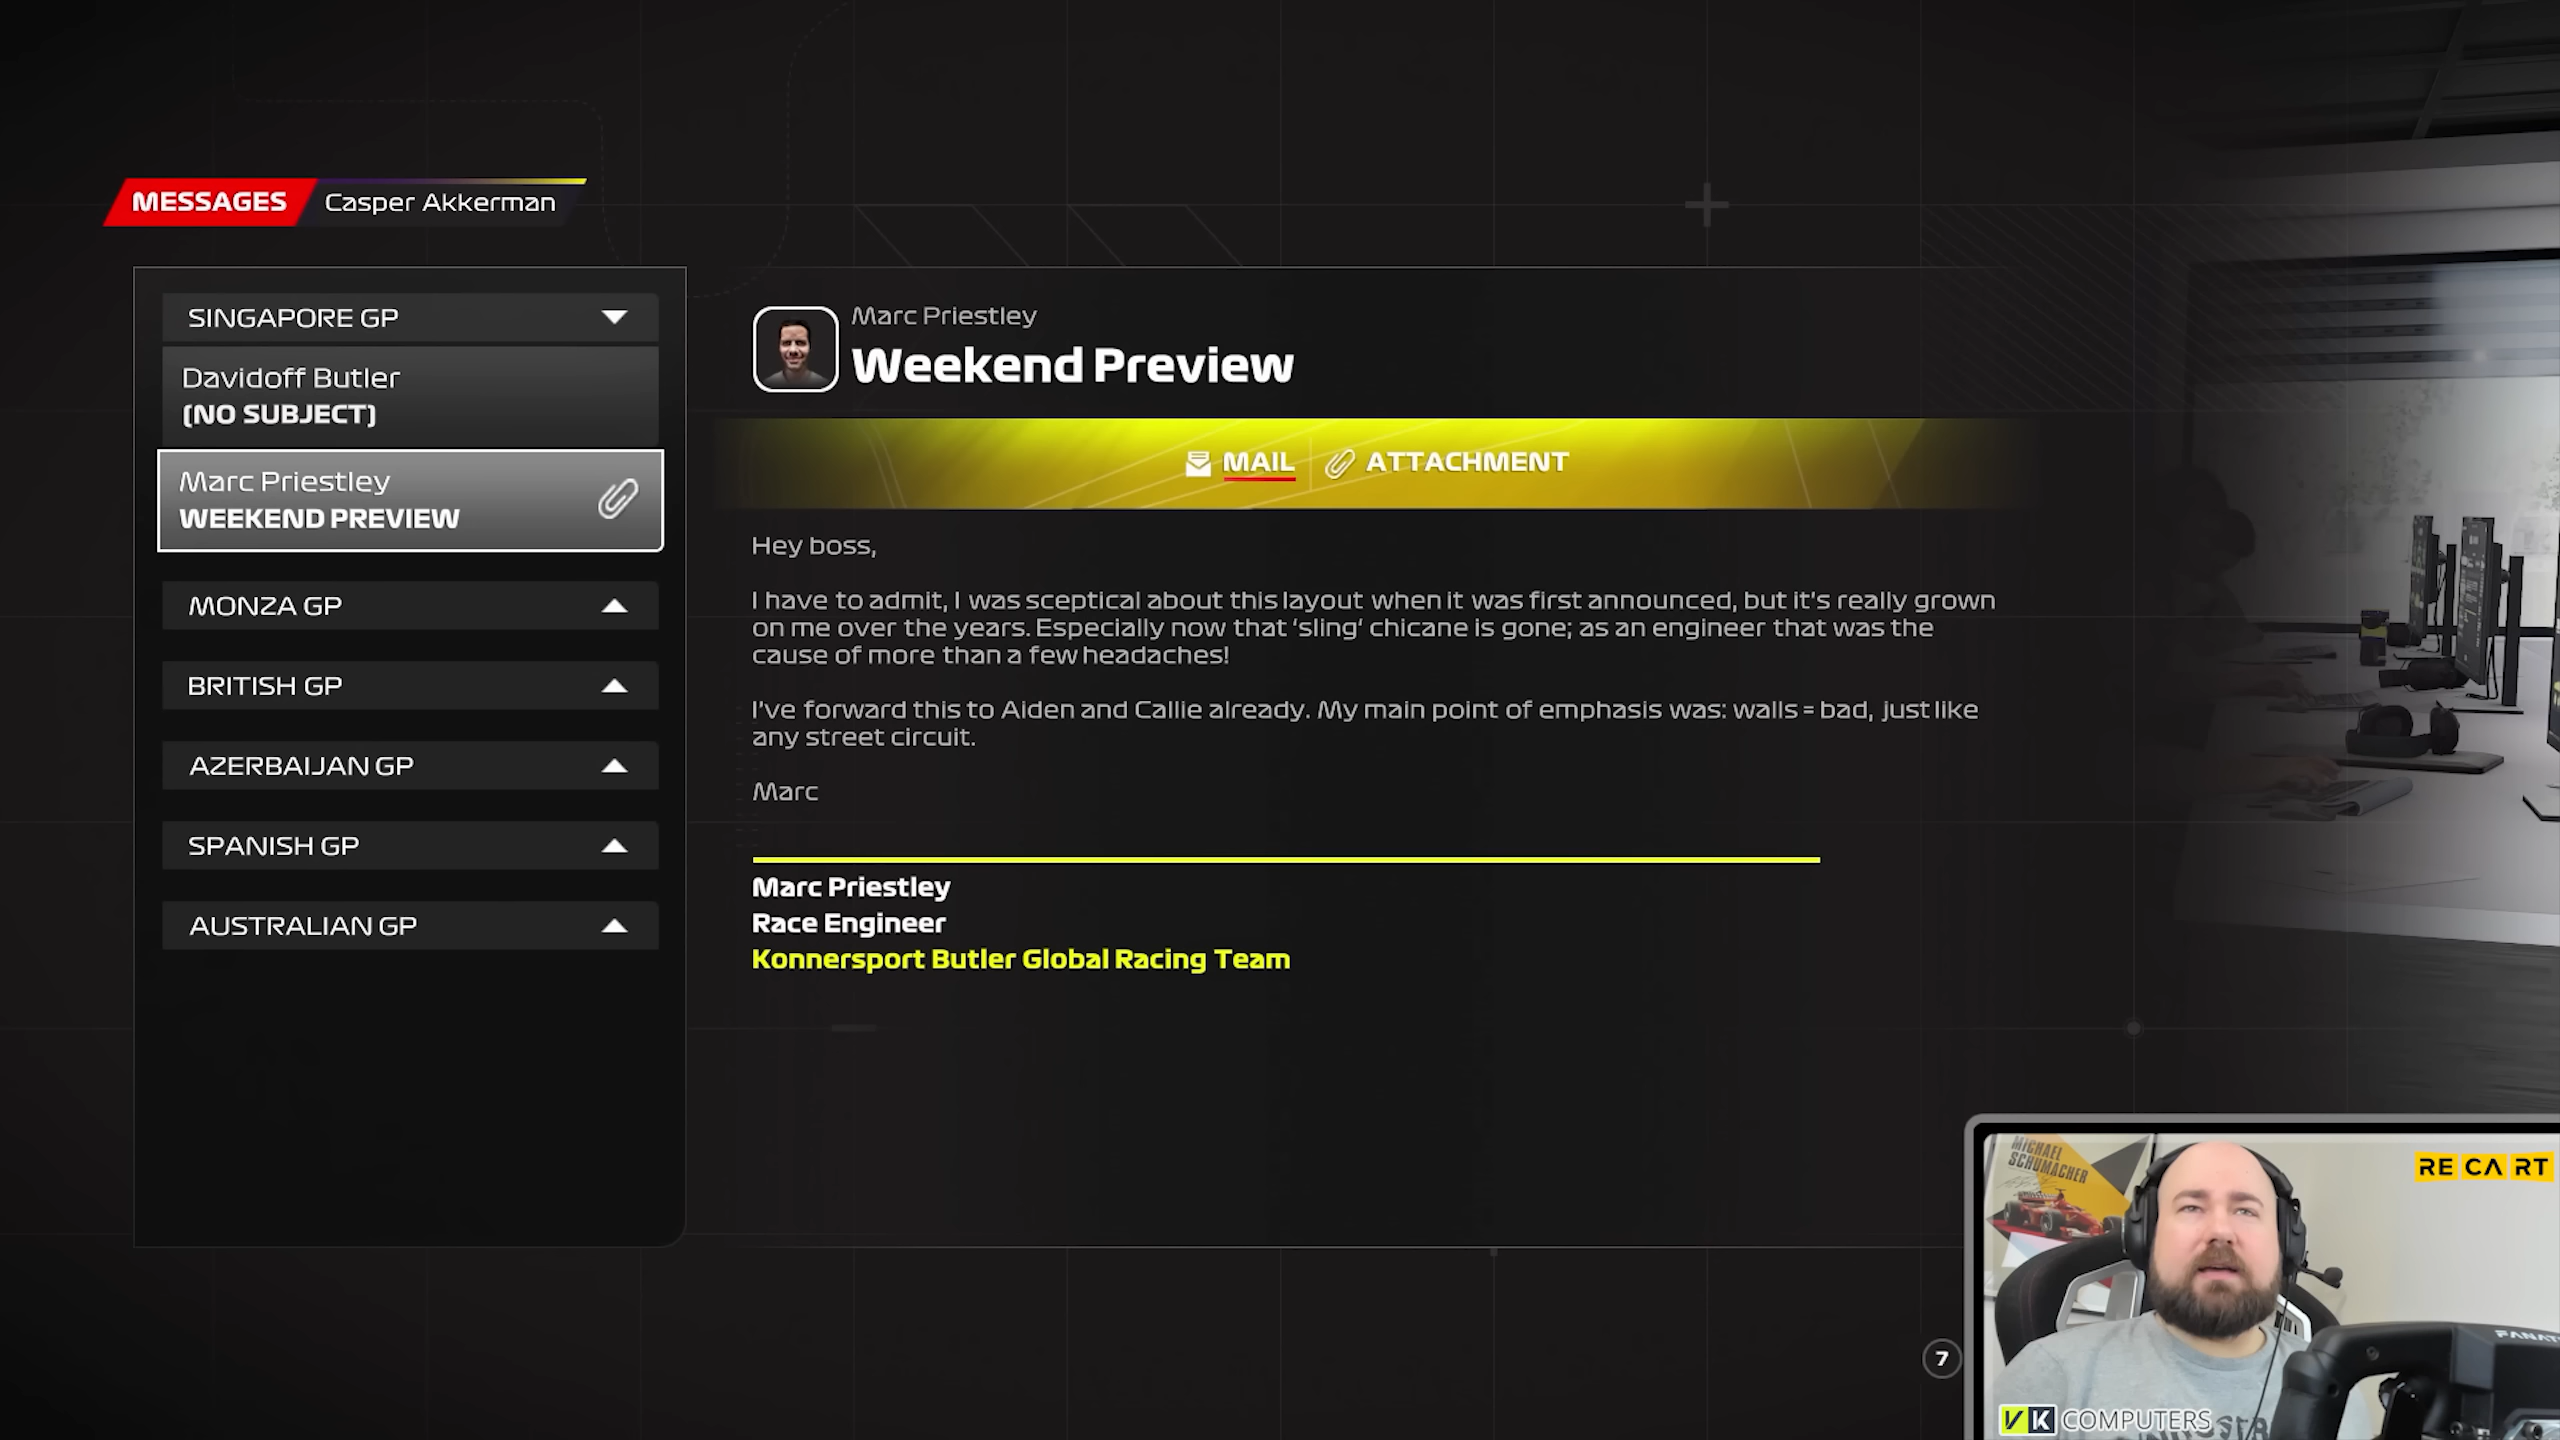 MESSAGES Casper Akkerman
SINGAPORE GP
Davidoff Butler
(NO SUBJECT)
Marc Priestley
WEEKEND PREVIEW
MONZA GP
BRITISH GP
AZERBAIJAN GP
SPANISH GP
AUSTRALIAN GP
Marc Priestley
Weekend Preview
MAIL ATTACHMENT
Hey boss,
I have to admit, I was sceptical about this layout when it was first announced, but it's really grown
on me over the years. Especially now that 'sling' chicane is gone; as an engineer that was the
cause of more than a few headaches!
I've forward this to Aiden and Callie already. My main point of emphasis was: walls = bad, just like
any street circuit.
Marc
Marc Priestley
Race Engineer
Konnersport Butler Global Racing Team
7
MICHAEL
SCHUMACHER
RECART
FANAT
VK COMPUTERS